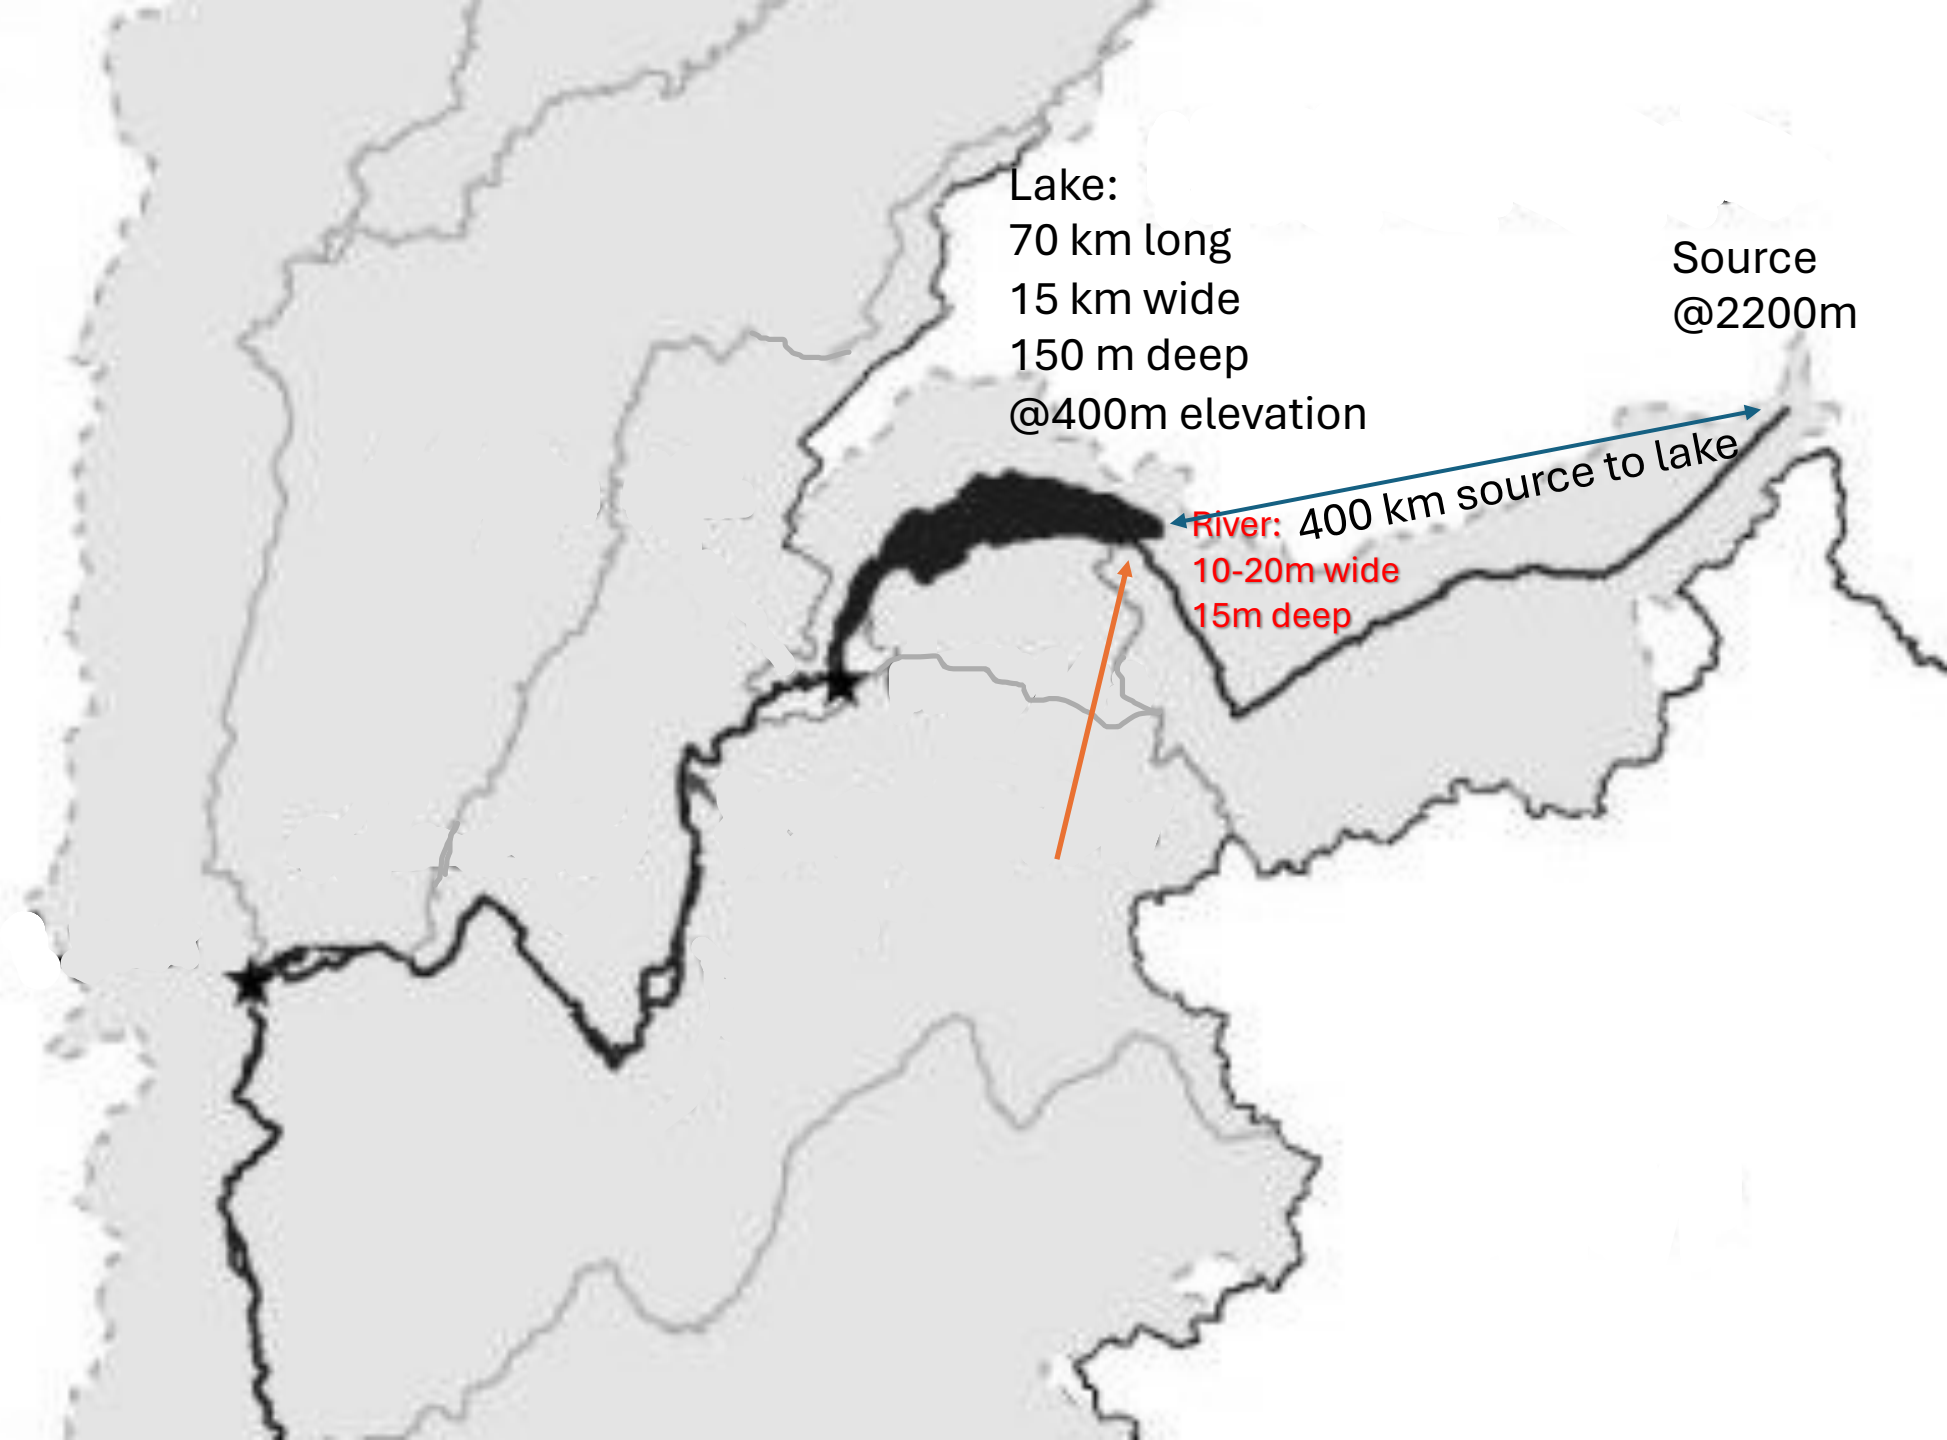 Lake:
70 km long
15 km wide
150 m deep
@400m elevation
Source
@2200m
400 km source to lake
River:
10-20m wide
15m deep